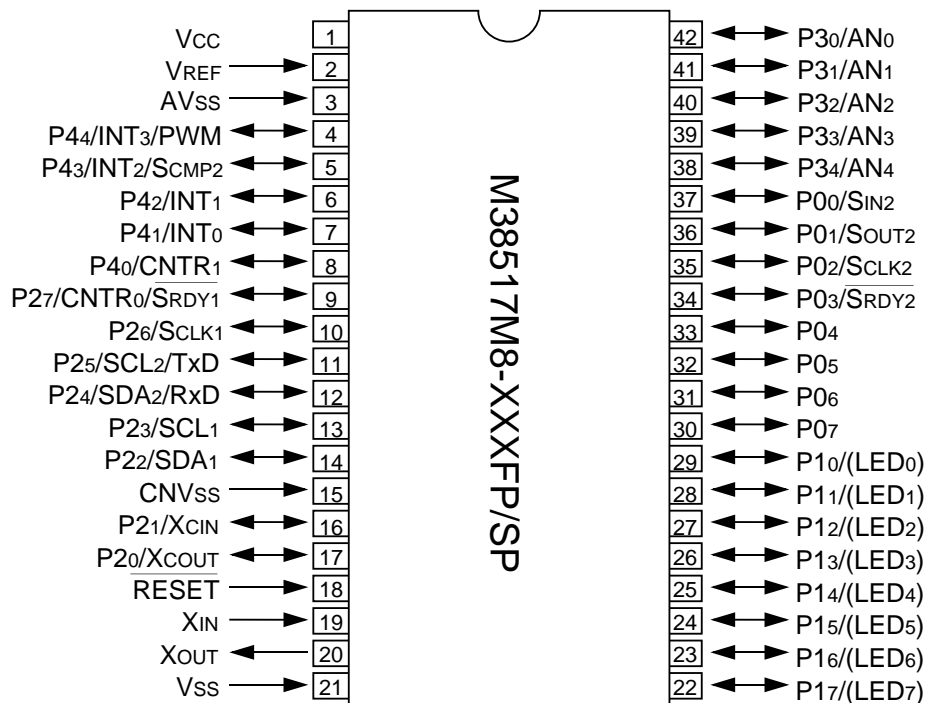 VCC 1
VREF 2
AVSS 3
P44/INT3/PWM 4
P43/INT2/SCMP2 5
P42/INT1 6
P41/INT0 7
P40/CNTR1 8
P27/CNTR0/SRDY1 9
P26/SCLK1 10
P25/SCL2/TxD 11
P24/SDA2/RxD 12
P23/SCL1 13
P22/SDA1 14
CNVSS 15
P21/XCIN 16
P20/XCOUT 17
RESET 18
XIN 19
XOUT 20
VSS 21
M38517M8-XXXFP/SP
42 P30/AN0
41 P31/AN1
40 P32/AN2
39 P33/AN3
38 P34/AN4
37 P00/SIN2
36 P01/SOUT2
35 P02/SCLK2
34 P03/SRDY2
33 P04
32 P05
31 P06
30 P07
29 P10/(LED0)
28 P11/(LED1)
27 P12/(LED2)
26 P13/(LED3)
25 P14/(LED4)
24 P15/(LED5)
23 P16/(LED6)
22 P17/(LED7)